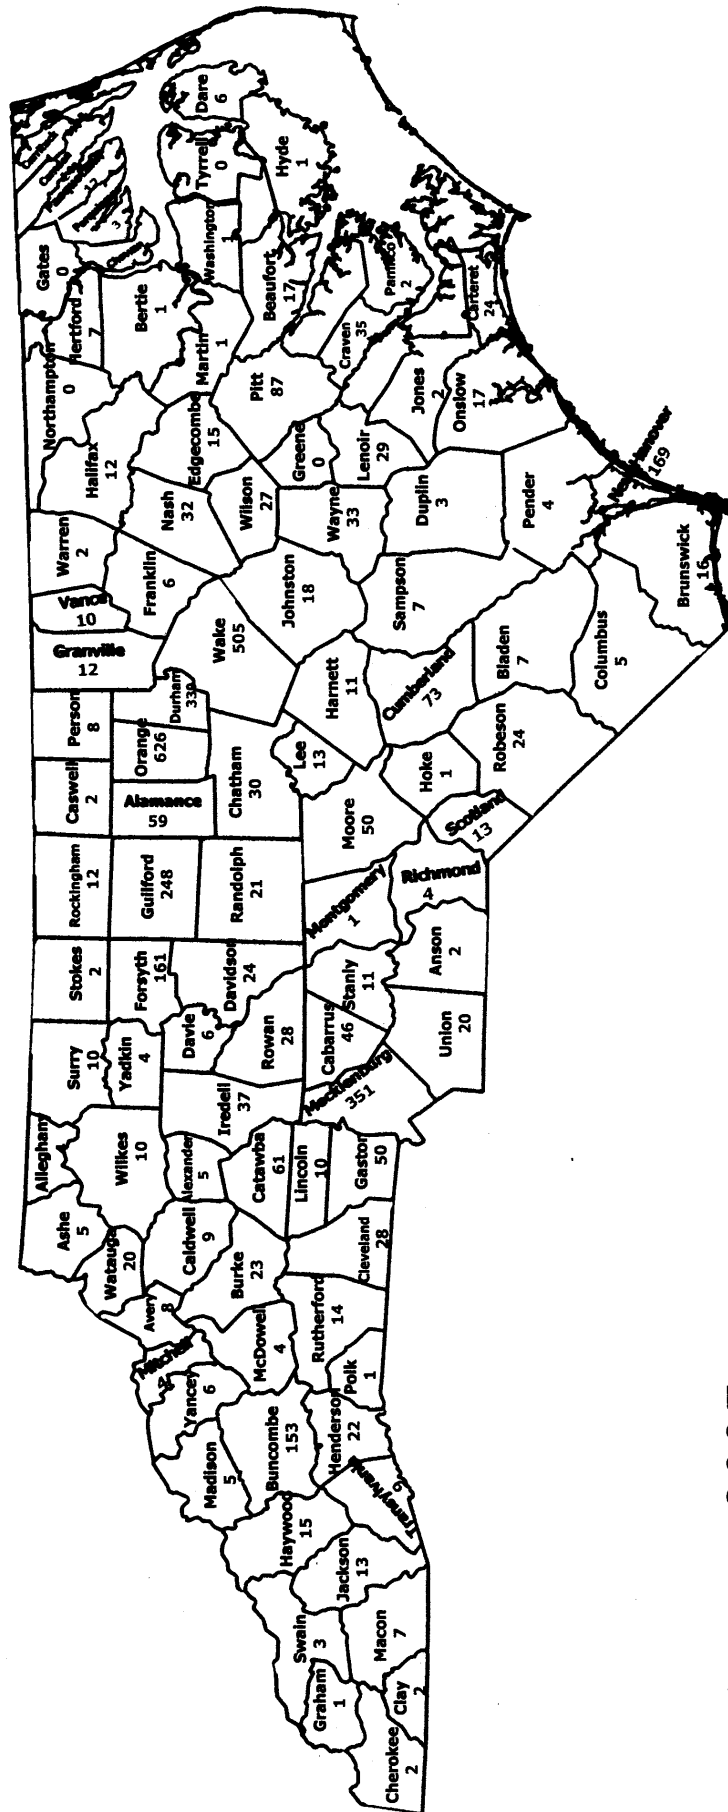 Cherokee
2
Graham
1
Clay
2
Swain
3
Macon
7
Jackson
13
Haywood
15
Transylvania
9
Madison
5
Buncombe
153
Henderson
22
Yancey
6
Mitchell
McDowell
4
Polk
1
Rutherford
14
Avery
8
Watauga
20
Ashe
5
Caldwell
9
Burke
23
Cleveland
28
Alleghany
Wilkes
10
Alexander
5
Catawba
61
Lincoln
10
Gaston
50
Surry
10
Yadkin
4
Iredell
37
Davie
6
Rowan
28
Cabarrus
46
Mecklenburg
351
Stokes
2
Forsyth
161
Davidson
24
Stanly
11
Union
20
Anson
2
Rockingham
12
Guilford
248
Randolph
21
Montgomery
1
Richmond
4
Caswell
2
Alamance
59
Chatham
30
Moore
50
Scotland
13
Person
8
Orange
626
Durham
339
Lee
13
Hoke
1
Robeson
24
Granville
12
Vance
10
Wake
505
Harnett
11
Cumberland
73
Bladen
7
Columbus
5
Brunswick
16
Warren
2
Franklin
6
Johnston
18
Sampson
7
Halifax
12
Nash
32
Wilson
27
Wayne
33
Duplin
3
Pender
4
New Hanover
169
Northampton
0
Edgecombe
15
Greene
0
Lenoir
29
Jones
2
Onslow
17
Hertford
7
Bertie
1
Martin
1
Pitt
87
Craven
35
Pamlico
2
Carteret
24
Gates
0
Washington
1
Beaufort
17
Tyrrell
0
Hyde
1
Dare
6
3